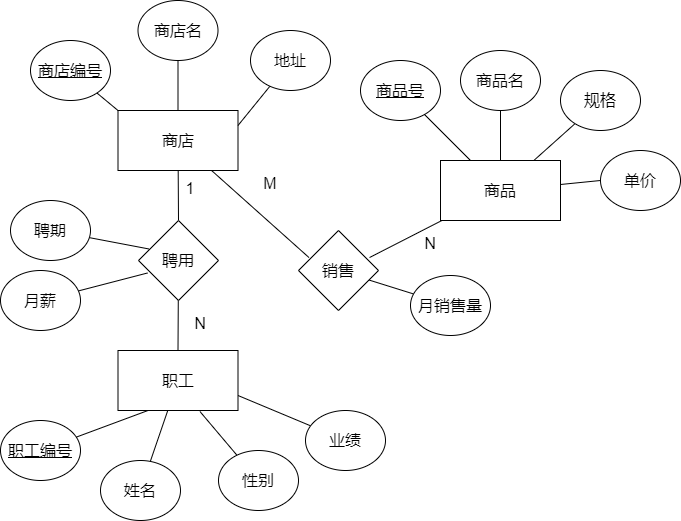 商店名
商店编号
地址
商品名
商品号
规格
商店
单价
商品
1
M
聘期
N
聘用
销售
月薪
月销售量
N
职工
业绩
职工编号
性别
姓名